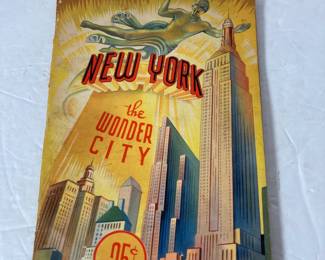 NEW YORK
the
WONDER
CITY
25¢